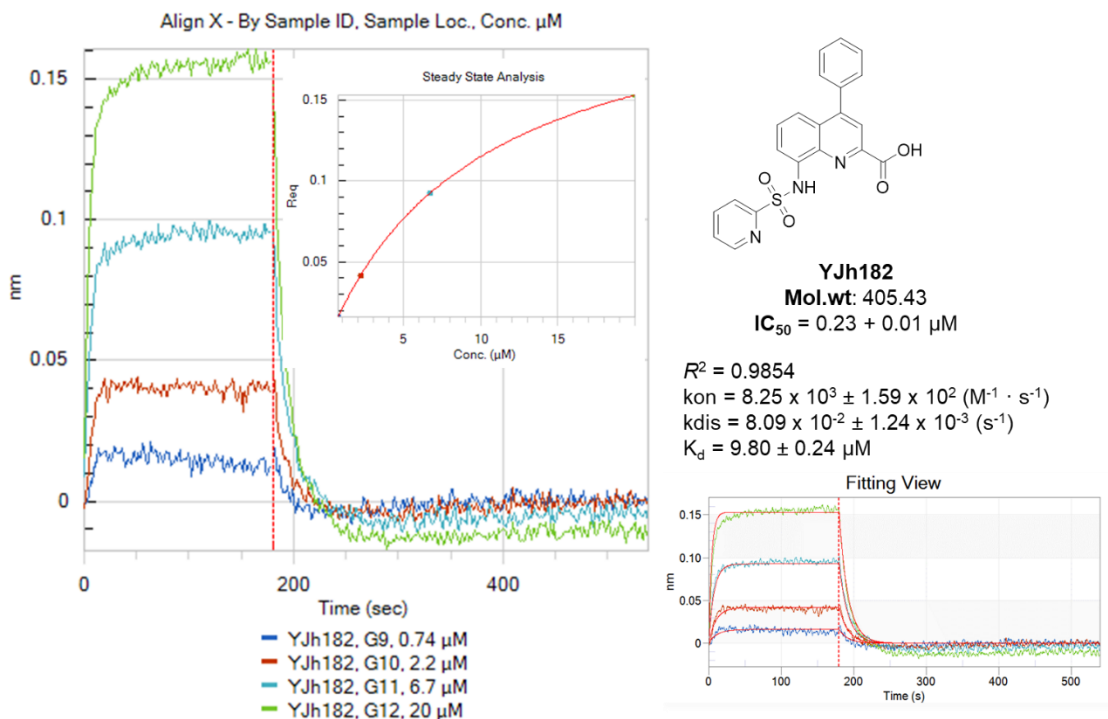 Align X - By Sample ID, Sample Loc., Conc. µM
0.15
0.1
0.05
0
nm
0
200
400
Time (sec)
Steady State Analysis
0.15
0.1
0.05
Req
5
10
15
Conc. (µM)
YJh182, G9, 0.74 µM
YJh182, G10, 2.2 µM
YJh182, G11, 6.7 µM
YJh182, G12, 20 µM
OH
N
O
O
NH
S
O
N
YJh182
Mol.wt: 405.43
IC50 = 0.23 + 0.01 µM
R² = 0.9854
kon = 8.25 x 10³ ± 1.59 x 10² (M⁻¹ · s⁻¹)
kdis = 8.09 x 10⁻² ± 1.24 x 10⁻³ (s⁻¹)
Kd = 9.80 ± 0.24 µM
Fitting View
0.15
0.10
0.05
0
nm
0
100
200
300
400
500
Time (s)